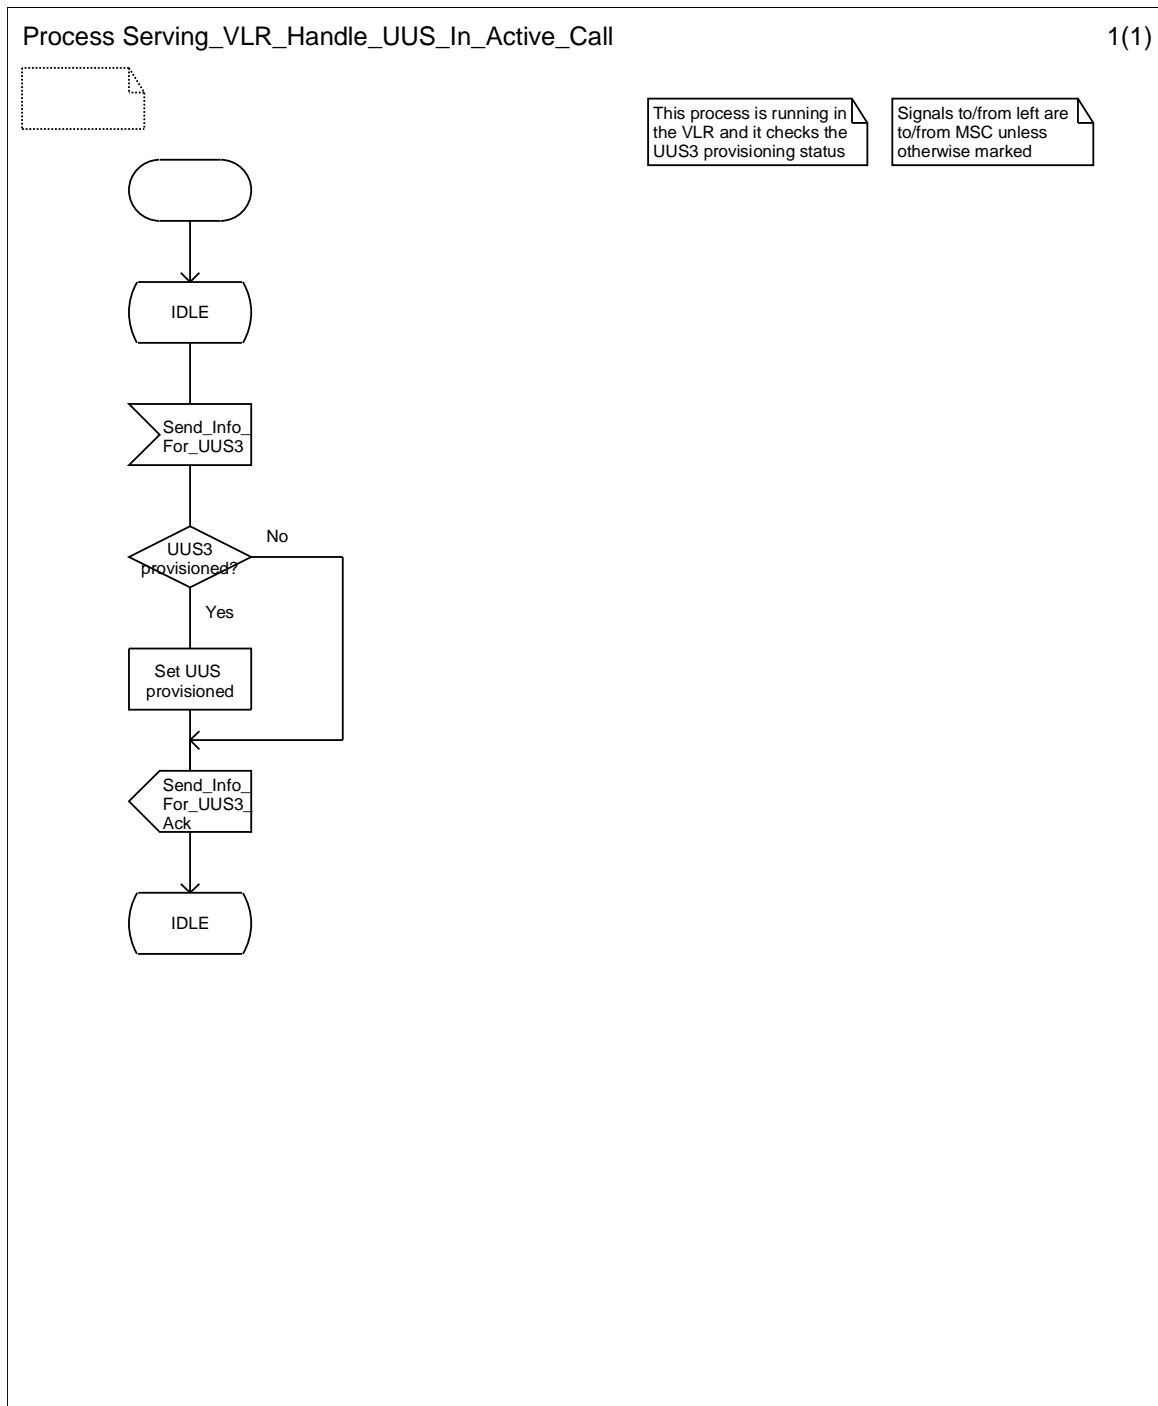 Process Serving_VLR_Handle_UUS_In_Active_Call
1(1)
This process is running in
the VLR and it checks the
UUS3 provisioning status
Signals to/from left are
to/from MSC unless
otherwise marked
IDLE
Send_Info_
For_UUS3
UUS3
provisioned?
No
Yes
Set UUS
provisioned
Send_Info_
For_UUS3_
Ack
IDLE